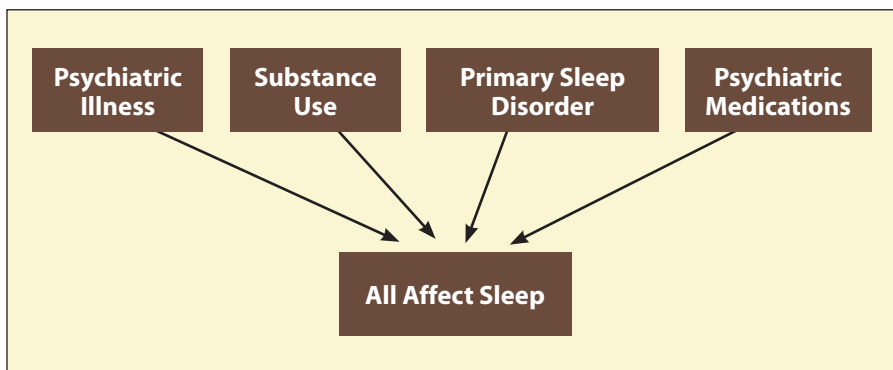 Psychiatric
Illness
Substance
Use
Primary Sleep
Disorder
Psychiatric
Medications
All Affect Sleep